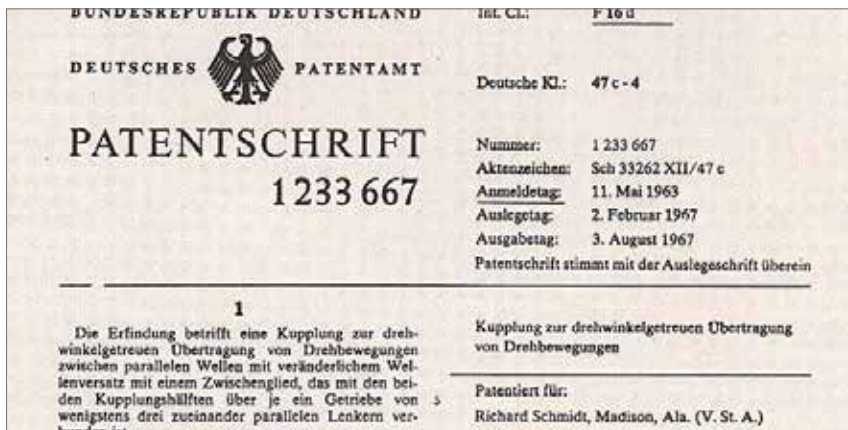 BUNDESREPUBLIK DEUTSCHLAND
DEUTSCHES PATENTAMT
PATENTSCHRIFT
1 233 667
Int. Cl.: F 16 d
Deutsche Kl.: 47 c - 4
Nummer: 1 233 667
Aktenzeichen: Sch 33262 XII/47 c
Anmeldetag: 11. Mai 1963
Auslegetag: 2. Februar 1967
Ausgabetag: 3. August 1967
Patentschrift stimmt mit der Auslegeschrift überein
1
Die Erfindung betrifft eine Kupplung zur dreh-
winkelgetreuen Übertragung von Drehbewegungen
zwischen parallelen Wellen mit veränderlichem Wel-
lenversatz mit einem Zwischenglied, das mit den bei-
den Kupplungshälften über je ein Getriebe von
wenigstens drei zueinander parallelen Lenkern ver-
5
Kupplung zur drehwinkelgetreuen Übertragung
von Drehbewegungen
Patentiert für:
Richard Schmidt, Madison, Ala. (V. St. A.)